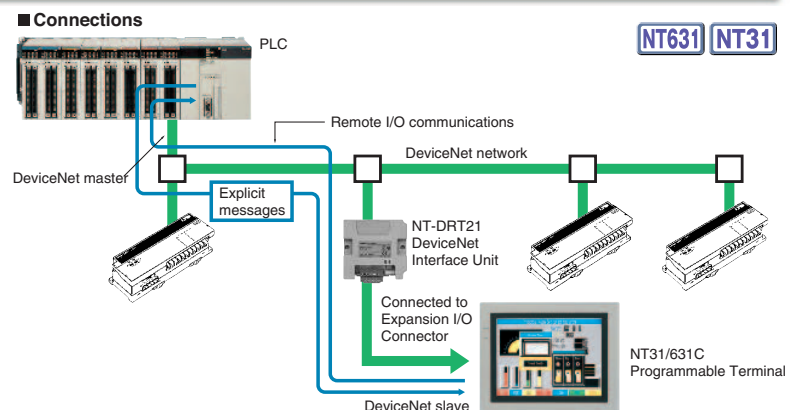 ■Connections
PLC
NT631 NT31
Remote I/O communications
DeviceNet network
DeviceNet master
Explicit
messages
NT-DRT21
DeviceNet
Interface Unit
Connected to
Expansion I/O
Connector
NT31/631C
Programmable Terminal
DeviceNet slave